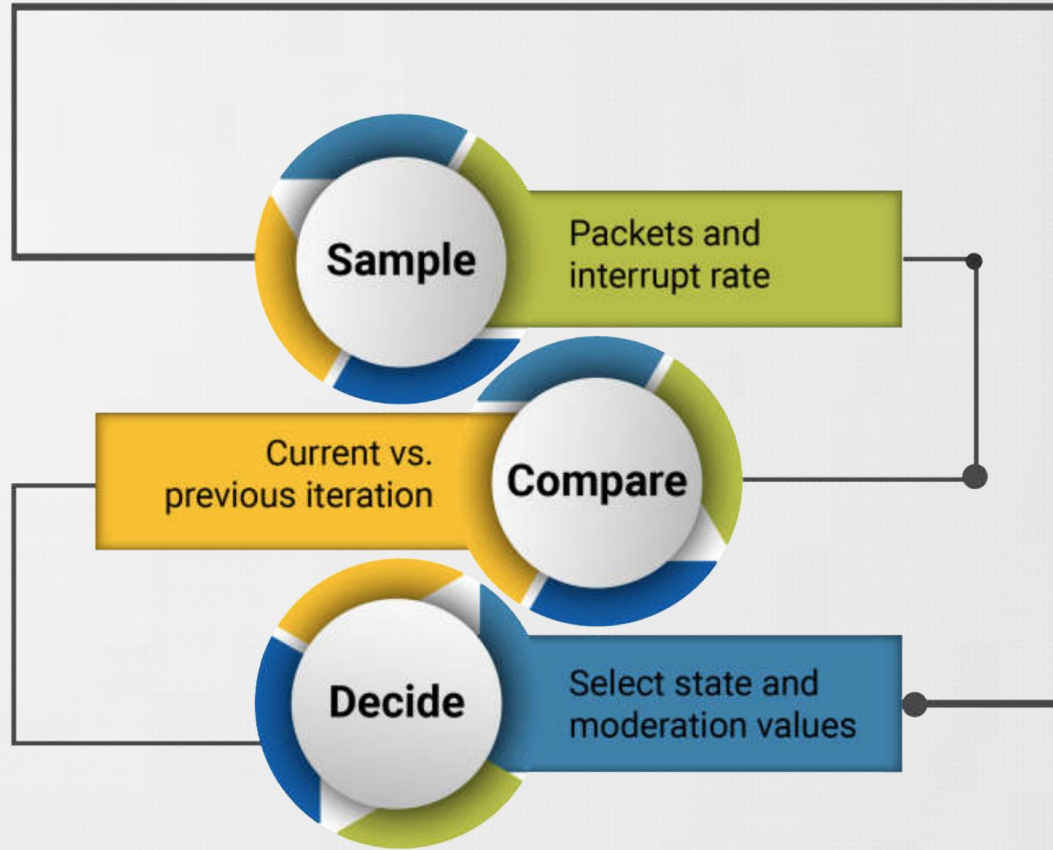 Sample
Packets and
interrupt rate
Current vs.
previous iteration
Compare
Decide
Select state and
moderation values